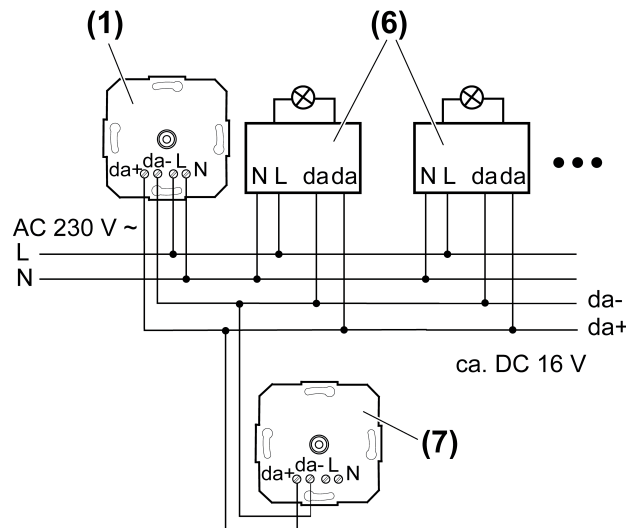 (1)
(6)
da+ da- L N
N L da da
N L da da
AC 230 V ~
L
N
da-
da+
ca. DC 16 V
(7)
da+ da- L N